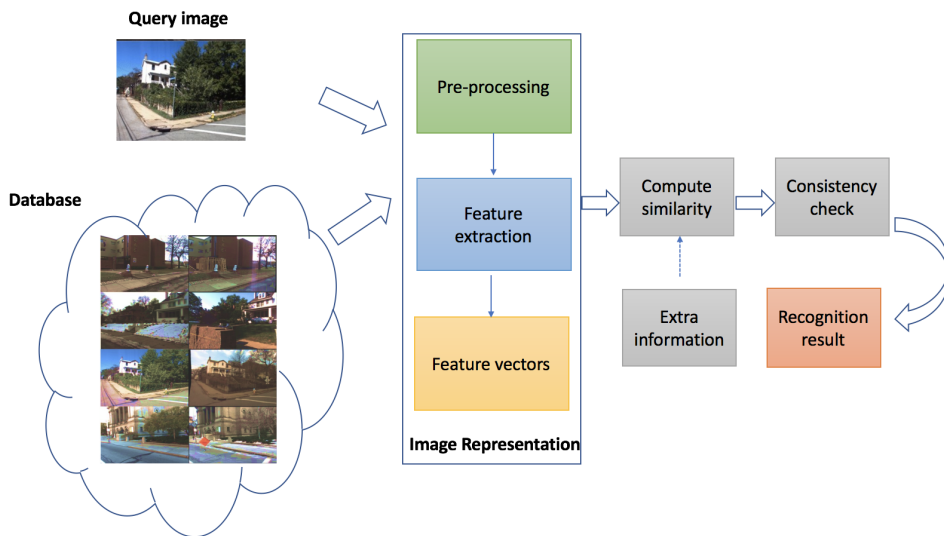 Query image
Database
Pre-processing
Feature
extraction
Feature vectors
Image Representation
Compute
similarity
Consistency
check
Extra
information
Recognition
result